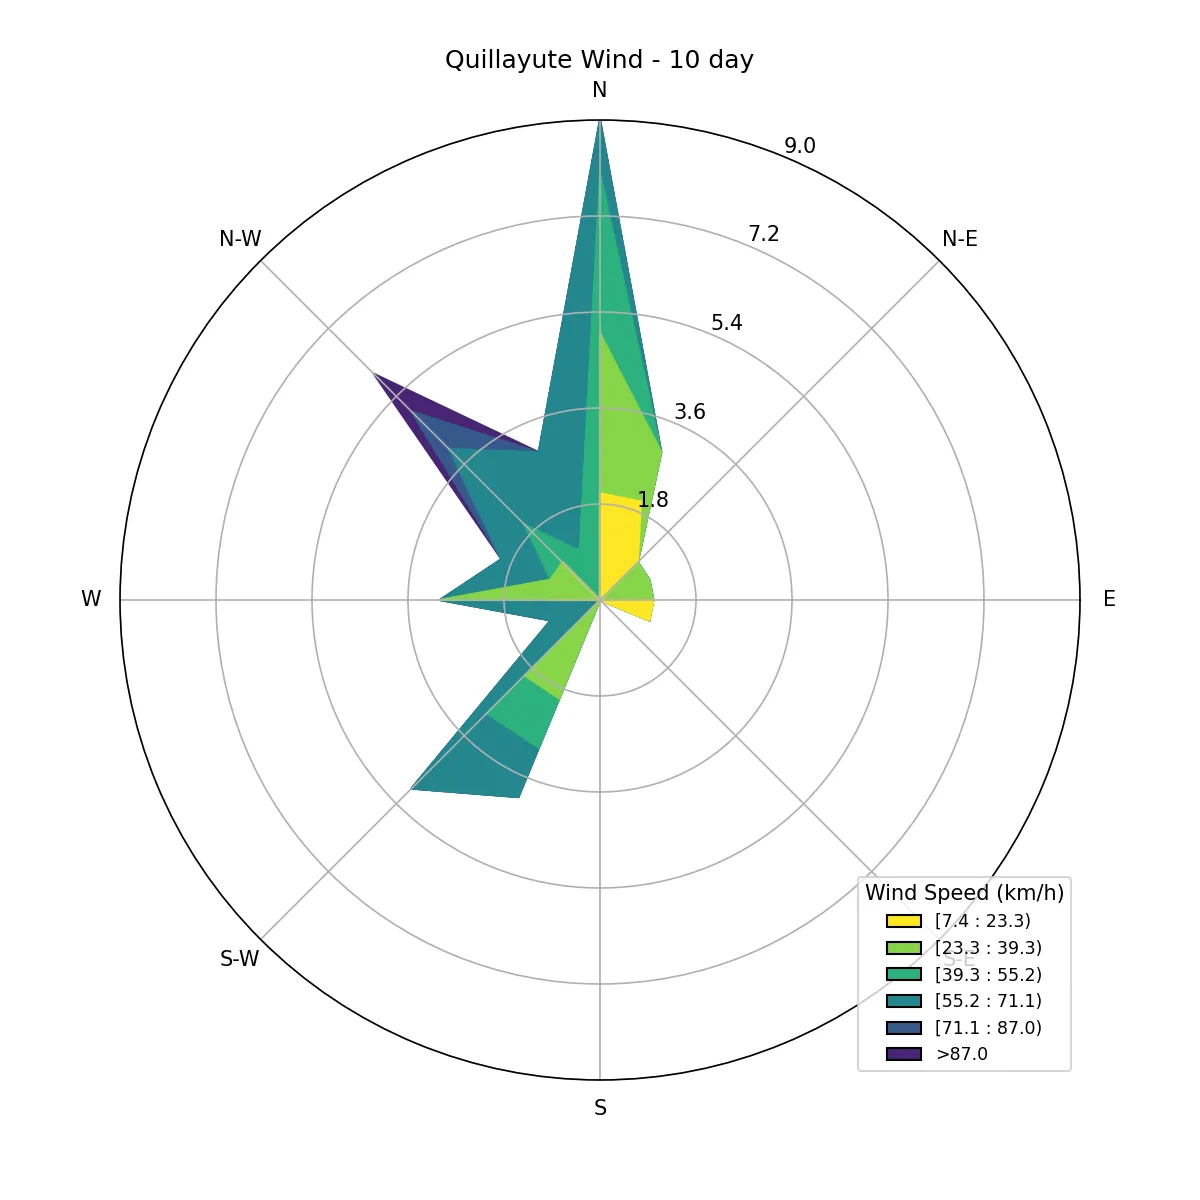 Quillayute Wind - 10 day
N
9.0
N-W
7.2
N-E
5.4
3.6
1.8
W
E
Wind Speed (km/h)
[7.4 : 23.3)
[23.3 : 39.3)
S-W
S-E
[39.3 : 55.2)
[55.2 : 71.1)
[71.1 : 87.0)
>87.0
S